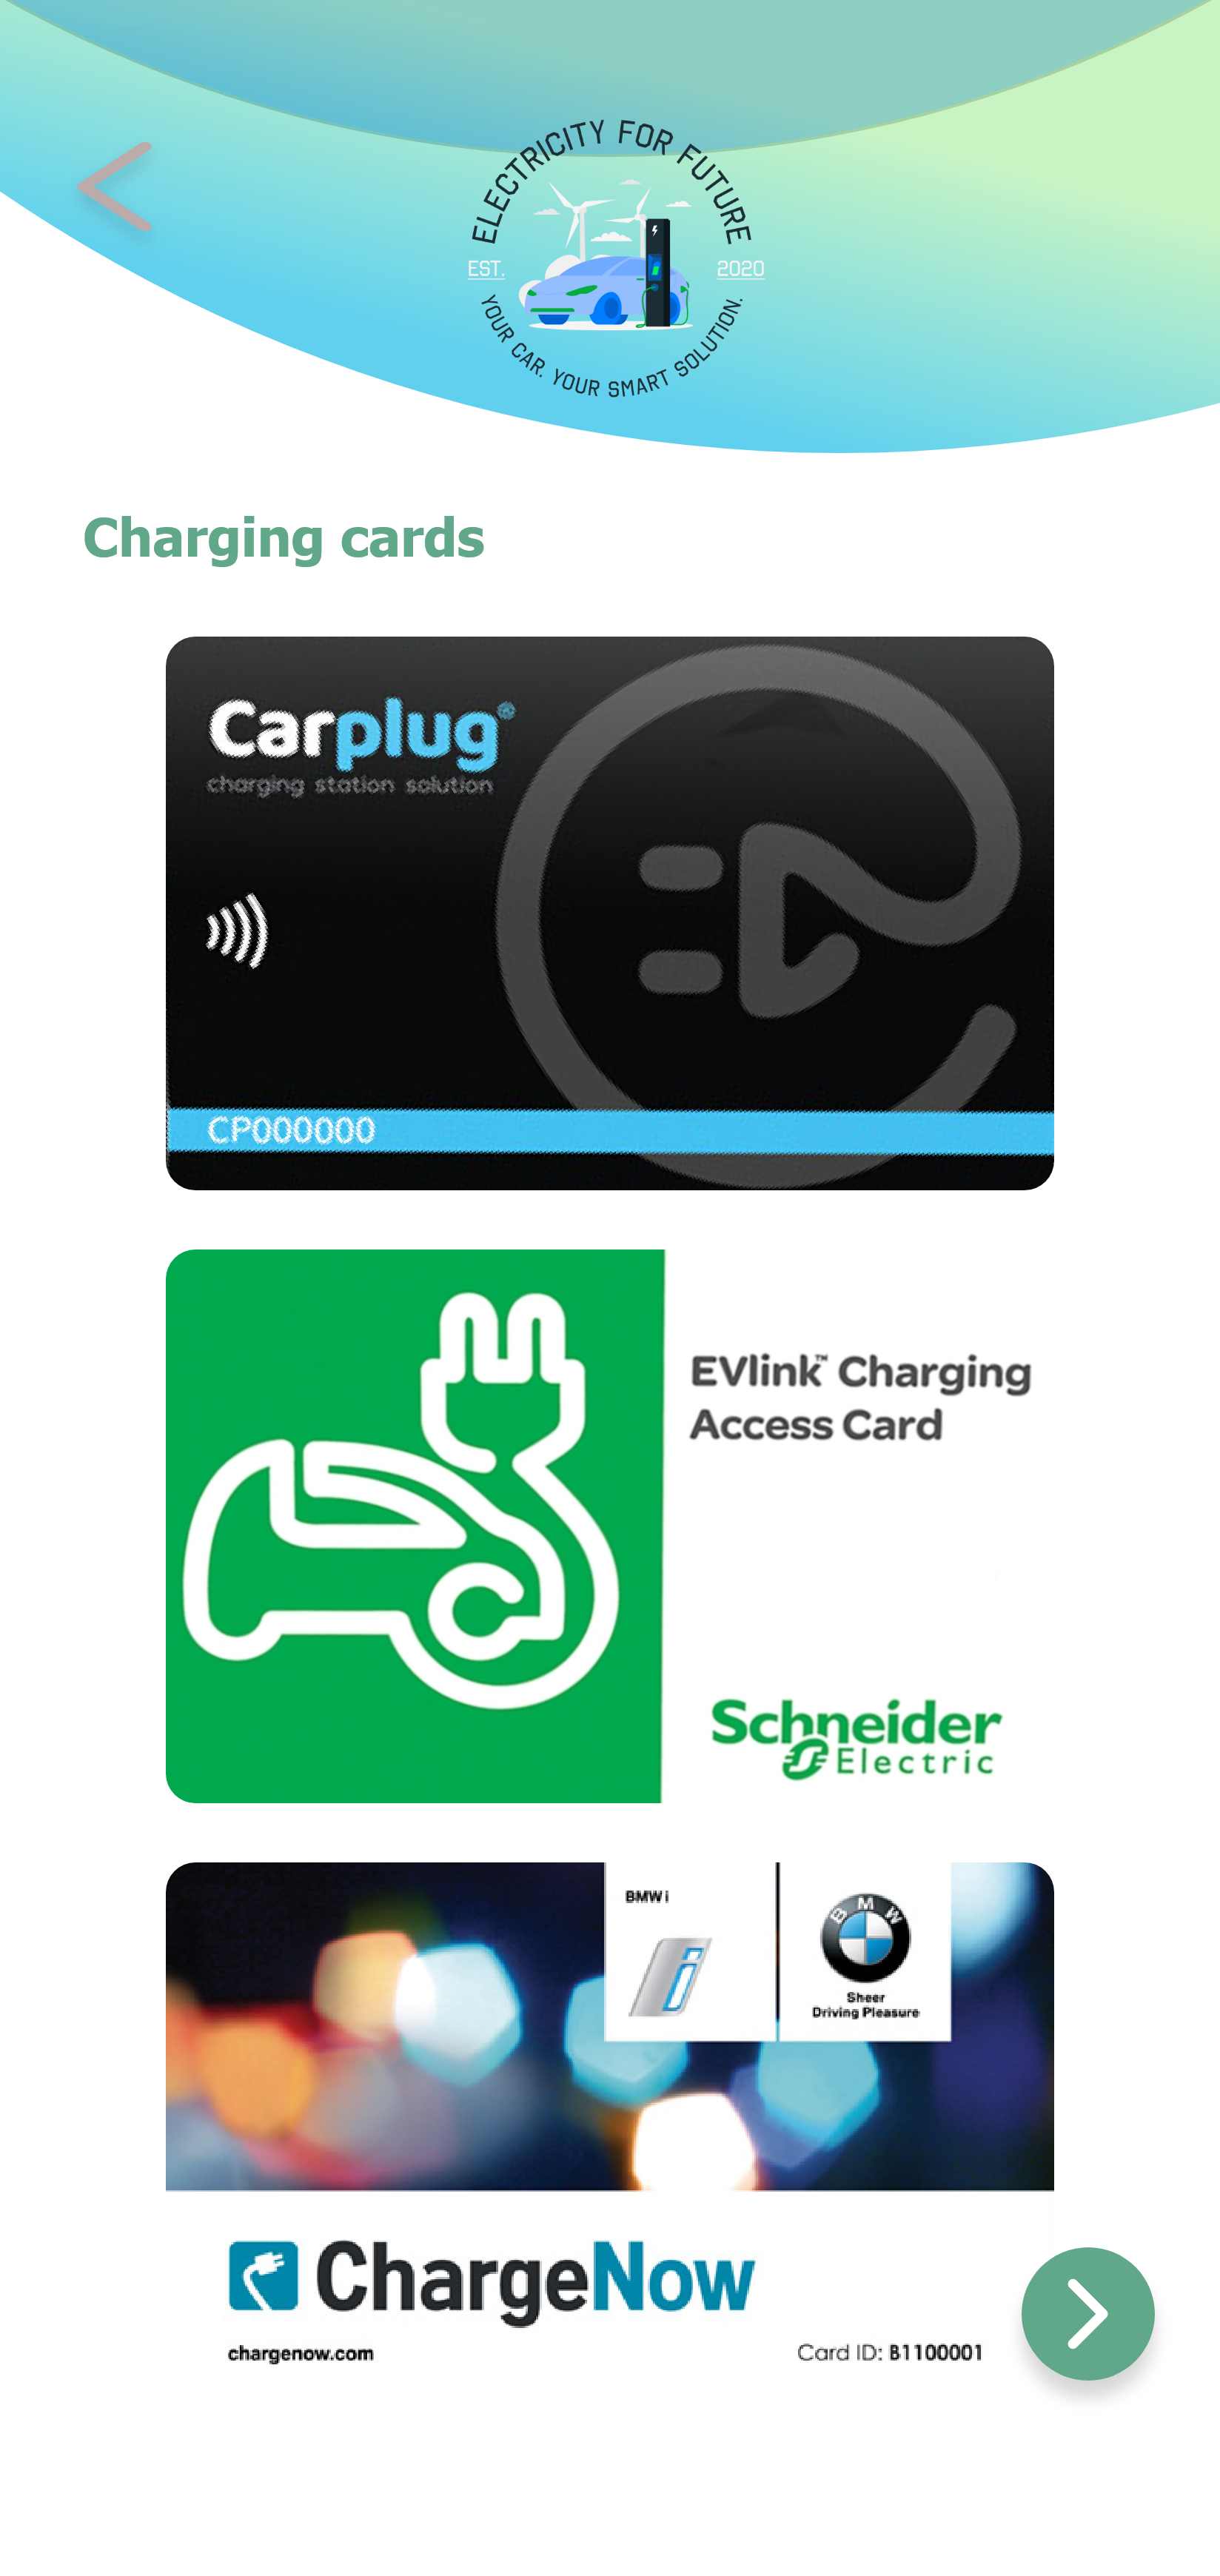 ELECTRICITY FOR FUTURE
EST. 2020
YOUR CAR. YOUR SMART SOLUTION.
Charging cards
Carplug®
charging station solution
CP000000
EVlink™ Charging
Access Card
Schneider
Electric
BMW i
BMW
Sheer
Driving Pleasure
ChargeNow
chargenow.com
Card ID: B1100001